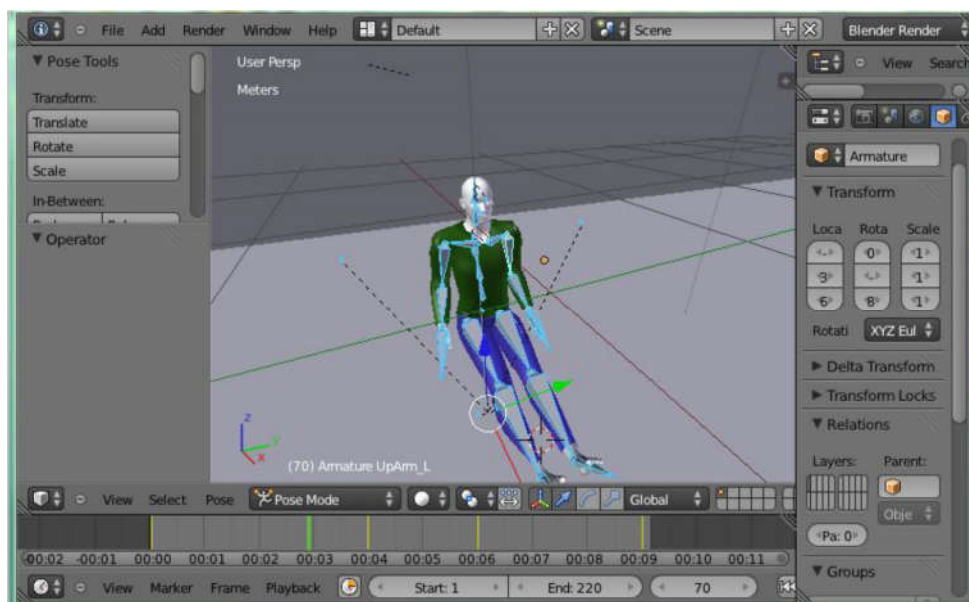 File Add Render Window Help Default Scene Blender Render
Pose Tools
Transform:
Translate
Rotate
Scale
In-Between:
Operator
User Persp
Meters
(70) Armature UpArm_L
View Search
Armature
Transform
Loca Rota Scale
0 1
3 1
6 8 1
Rotati XYZ Eul
Delta Transform
Transform Locks
Relations
Layers: Parent:
Obje
Pa: 0
Groups
View Select Pose Pose Mode Global
-00:02 -00:01 00:00 00:01 00:02 00:03 00:04 00:05 00:06 00:07 00:08 00:09 00:10 00:11
View Marker Frame Playback Start: 1 End: 220 70